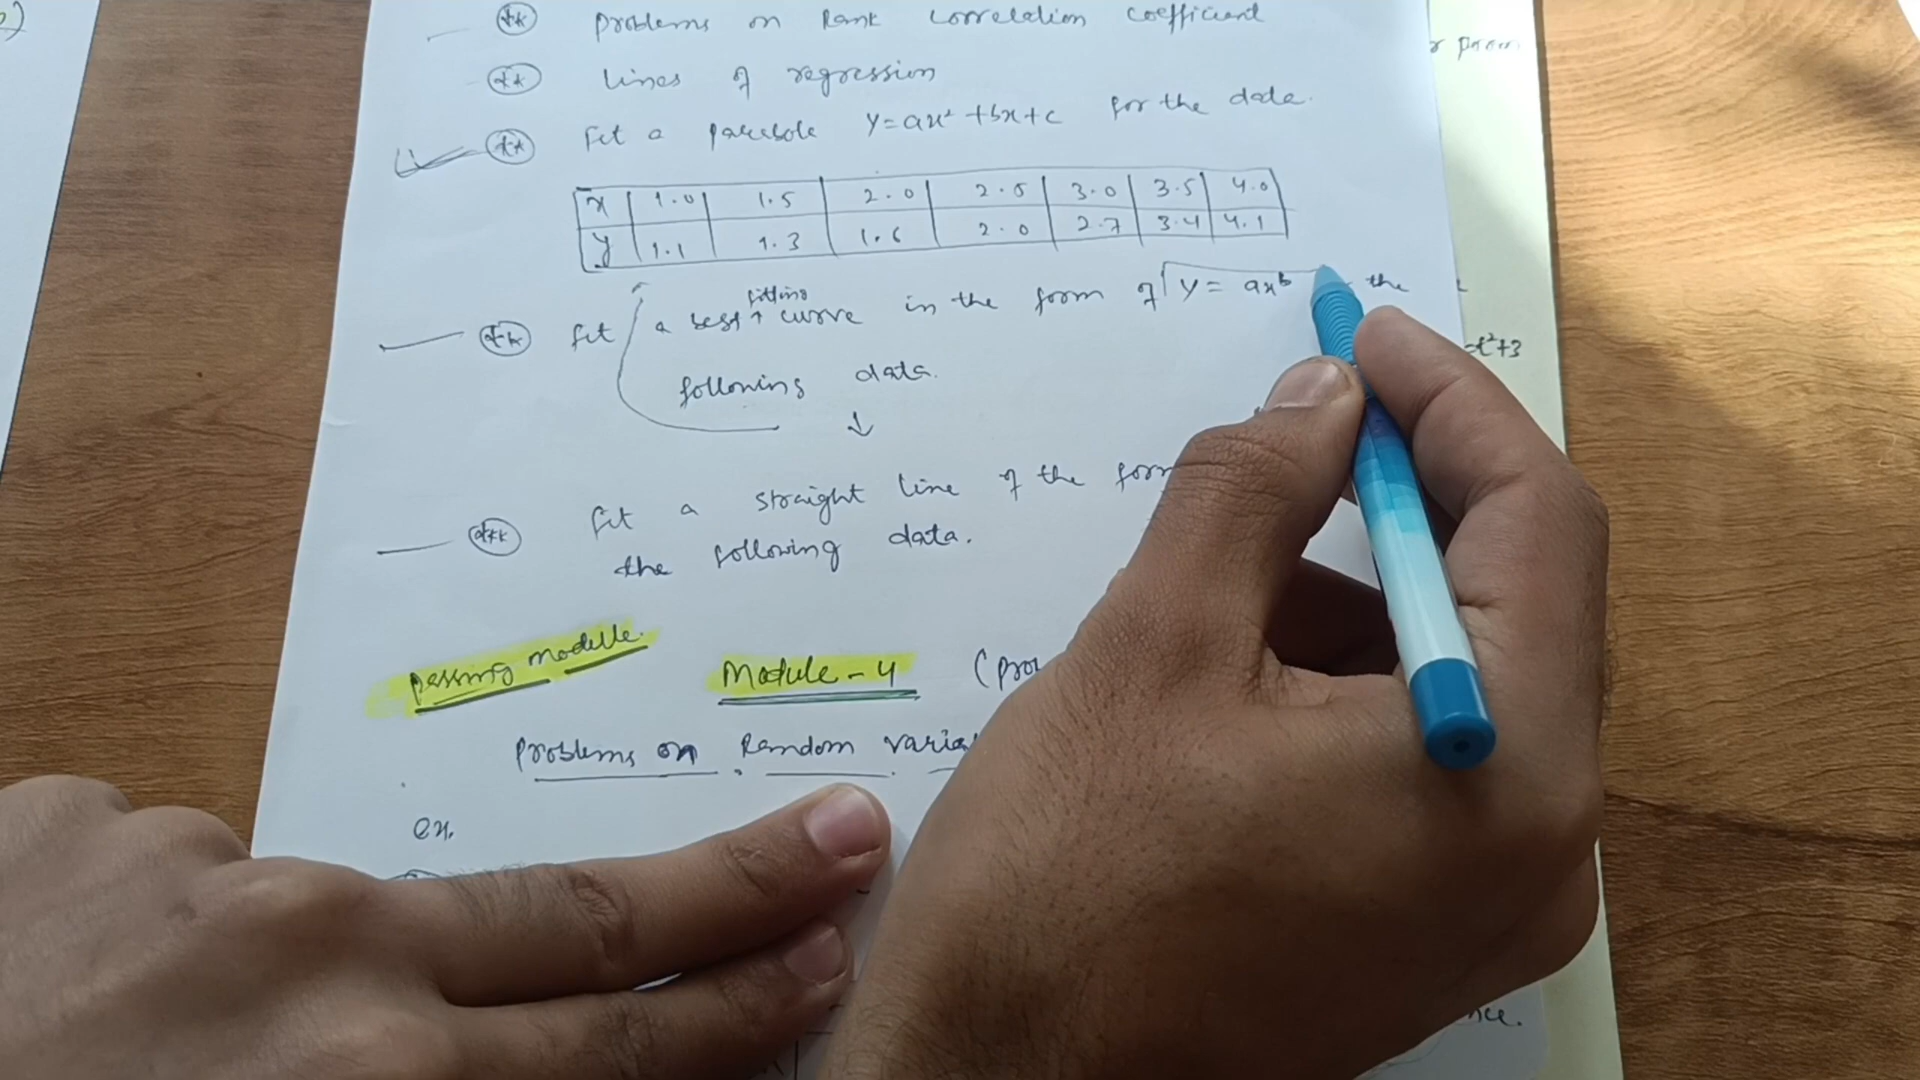 ** Problems on Rank correlation coefficient
** lines of regression
** Fit a parabola y=ax²+bx+c for the data.
x 1.0 1.5 2.0 2.5 3.0 3.5 4.0
y 1.1 1.3 1.6 2.0 2.7 3.4 4.1
** fit a best fitting curve in the form of y = axᵇ the
following data.
↓
*** fit a straight line of the form
the following data.
passing module.
Module - 4
Problems on Random
ex.
t²+3